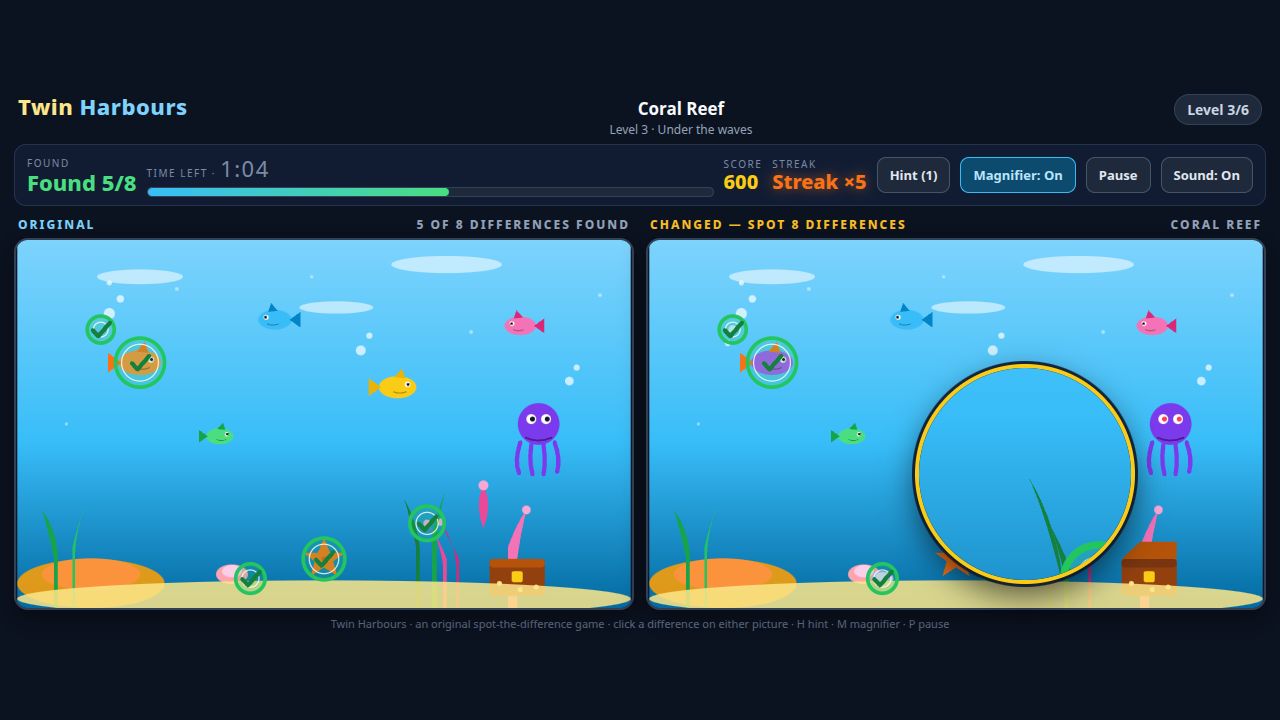 Twin Harbours
Coral Reef
Level 3 · Under the waves
Level 3/6
FOUND
Found 5/8
TIME LEFT · 1:04
SCORE
600
STREAK
Streak ×5
Hint (1)
Magnifier: On
Pause
Sound: On
ORIGINAL
5 OF 8 DIFFERENCES FOUND
CHANGED — SPOT 8 DIFFERENCES
CORAL REEF
Twin Harbours · an original spot-the-difference game · click a difference on either picture · H hint · M magnifier · P pause